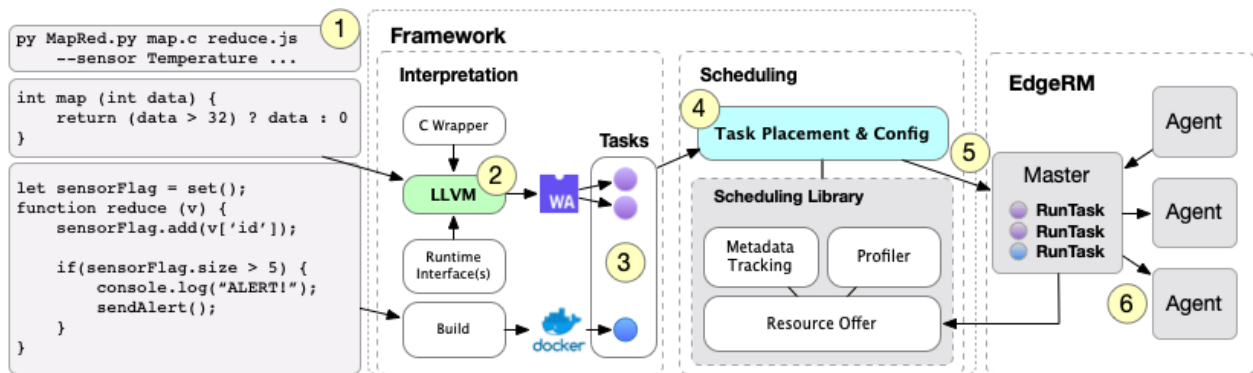 py MapRed.py map.c reduce.js
--sensor Temperature ...
1
int map (int data) {
return (data > 32) ? data : 0
}
let sensorFlag = set();
function reduce (v) {
sensorFlag.add(v[‘id’]);
if(sensorFlag.size > 5) {
console.log(“ALERT!”);
sendAlert();
}
}
Framework
Interpretation
C Wrapper
LLVM
2
WA
Runtime
Interface(s)
Build
docker
Tasks
3
Scheduling
4
Task Placement & Config
Scheduling Library
Metadata
Tracking
Profiler
Resource Offer
5
EdgeRM
Master
RunTask
RunTask
RunTask
Agent
Agent
6
Agent